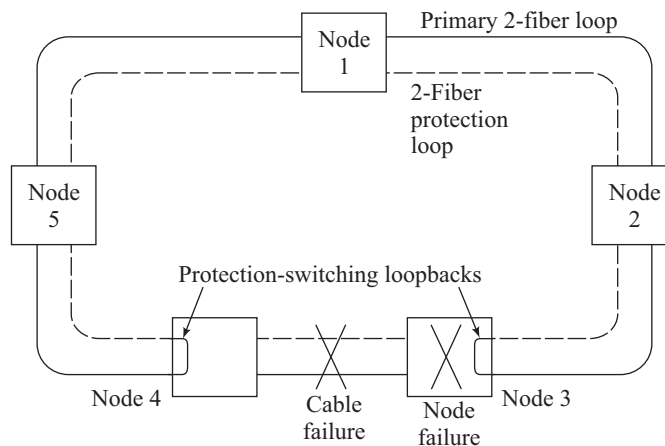 Primary 2-fiber loop
Node
1
2-Fiber
protection
loop
Node
5
Node
2
Protection-switching loopbacks
Node 4
Cable
failure
Node
failure
Node 3